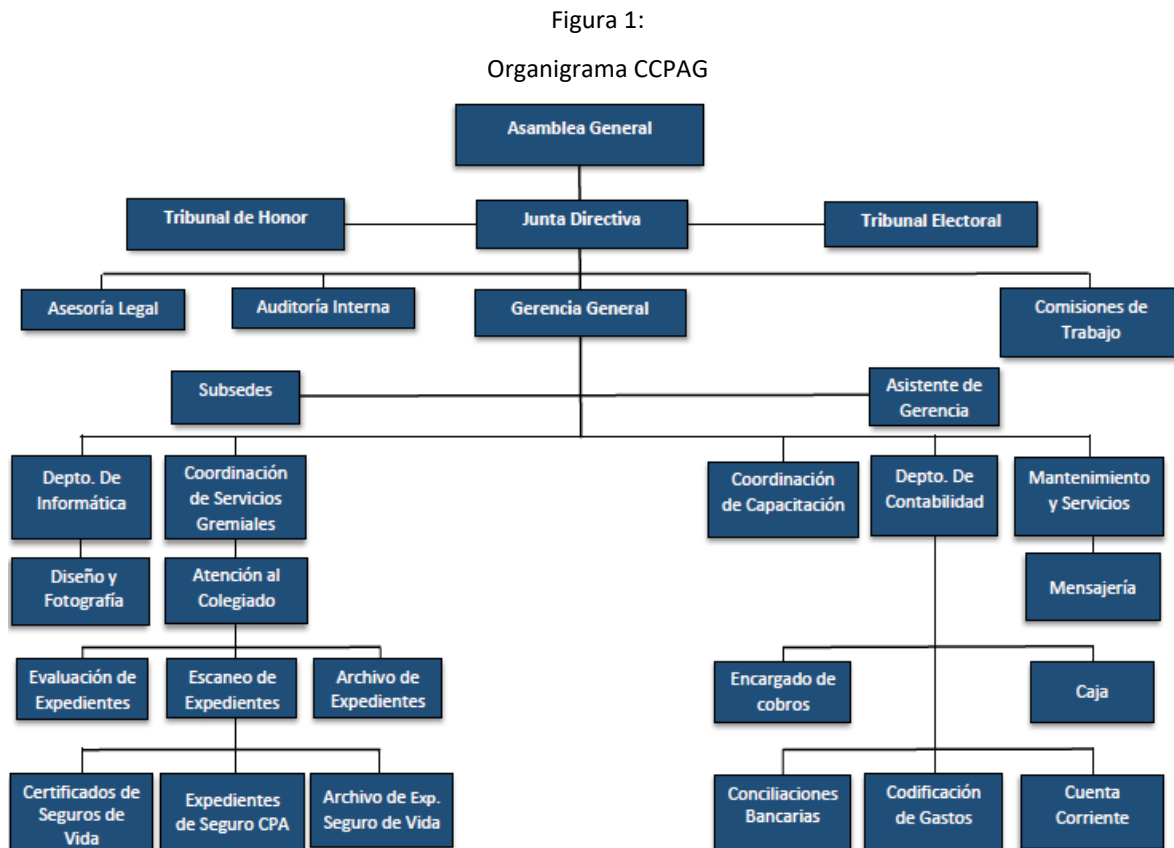 Figura 1:
Organigrama CCPAG
Asamblea General
Tribunal de Honor
Junta Directiva
Tribunal Electoral
Asesoría Legal
Auditoría Interna
Gerencia General
Comisiones de
Trabajo
Subsedes
Asistente de
Gerencia
Depto. De
Informática
Coordinación
de Servicios
Gremiales
Coordinación
de Capacitación
Depto. De
Contabilidad
Mantenimiento
y Servicios
Diseño y
Fotografía
Atención al
Colegiado
Mensajería
Evaluación de
Expedientes
Escaneo de
Expedientes
Archivo de
Expedientes
Encargado de
cobros
Caja
Certificados de
Seguros de
Vida
Expedientes
de Seguro CPA
Archivo de Exp.
Seguro de Vida
Conciliaciones
Bancarias
Codificación
de Gastos
Cuenta
Corriente